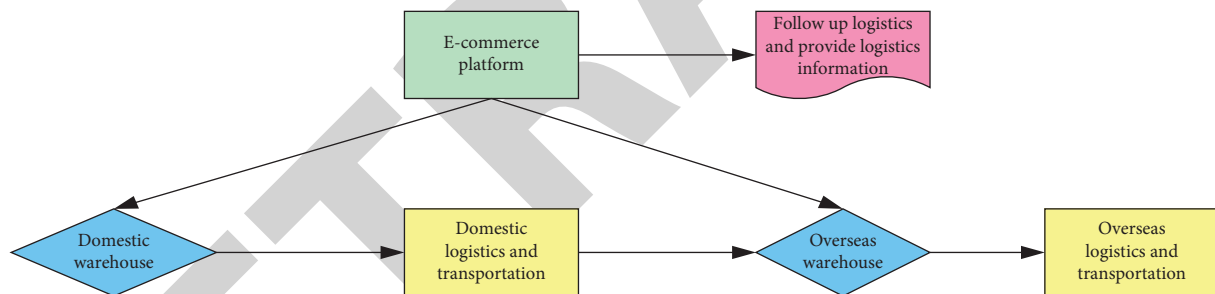 E-commerce
platform
Follow up logistics
and provide logistics
information
Domestic
warehouse
Domestic
logistics and
transportation
Overseas
warehouse
Overseas
logistics and
transportation